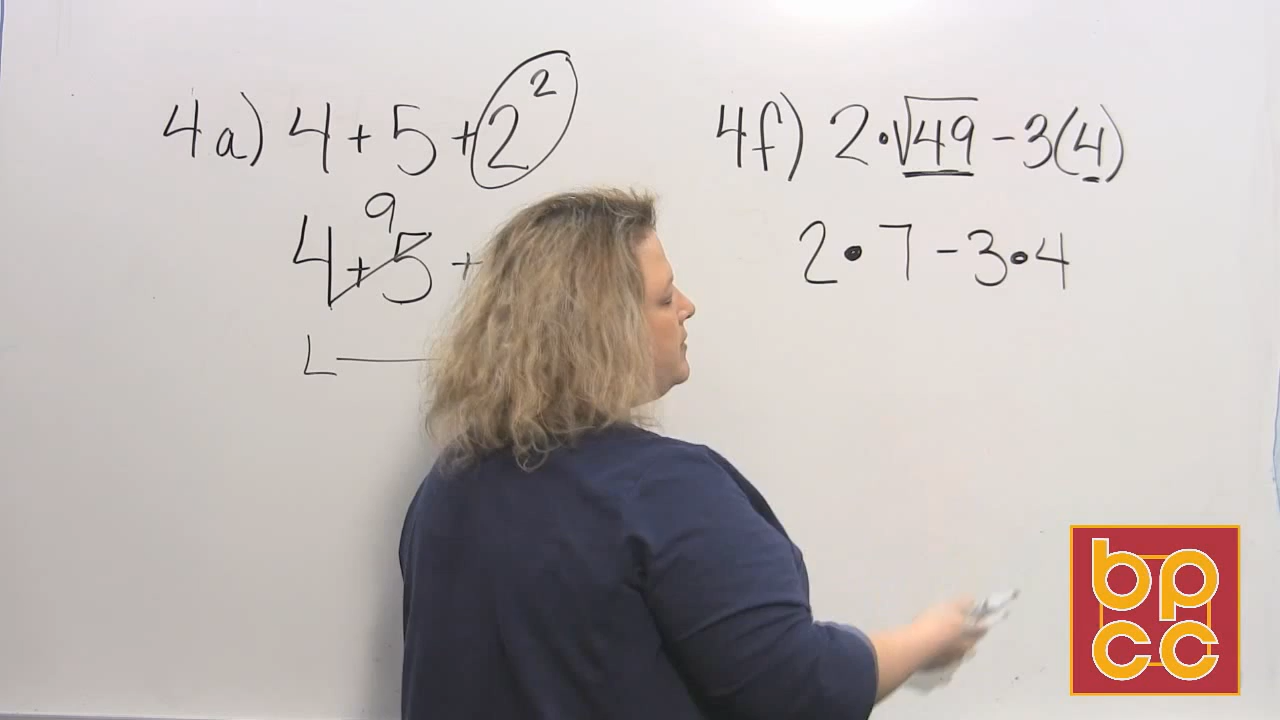 4a) 4 + 5 + 2²
9
4 + 5 +
L
4f) 2 • √49 - 3(4)
2 • 7 - 3 • 4
bp
cc